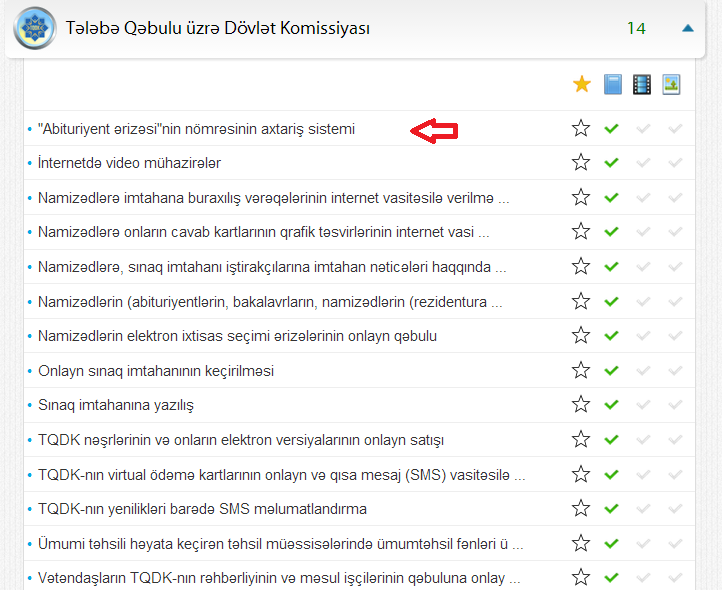 Tələbə Qəbulu üzrə Dövlət Komissiyası 14
"Abituriyent ərizəsi"nin nömrəsinin axtariş sistemi
İnternetdə video mühazirələr
Namizədlərə imtahana buraxılış vərəqələrinin internet vasitəsilə verilmə ...
Namizədlərə onların cavab kartlarının qrafik təsvirlərinin internet vasi ...
Namizədlərə, sınaq imtahanı iştirakçılarına imtahan nəticələri haqqında ...
Namizədlərin (abituriyentlərin, bakalavrların, namizədlərin (rezidentura ...
Namizədlərin elektron ixtisas seçimi ərizələrinin onlayn qəbulu
Onlayn sınaq imtahanının keçirilməsi
Sınaq imtahanına yazılış
TQDK nəşrlərinin və onların elektron versiyalarının onlayn satışı
TQDK-nın virtual ödəmə kartlarının onlayn və qısa mesaj (SMS) vasitəsilə ...
TQDK-nın yenilikləri barədə SMS məlumatlandırma
Ümumi təhsili həyata keçirən təhsil müəssisələrində ümumtəhsil fənləri ü ...
Vətəndaşların TQDK-nın rəhbərliyinin və məsul işçilərinin qəbuluna onlay ...